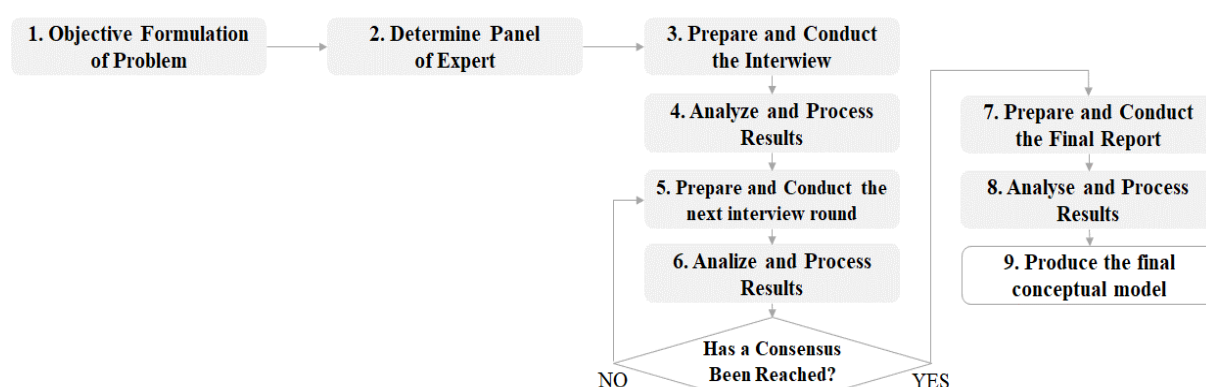 1. Objective Formulation
of Problem
2. Determine Panel
of Expert
3. Prepare and Conduct
the Interwiew
4. Analyze and Process
Results
5. Prepare and Conduct the
next interview round
6. Analize and Process
Results
Has a Consensus
Been Reached?
NO
YES
7. Prepare and Conduct
the Final Report
8. Analyse and Process
Results
9. Produce the final
conceptual model